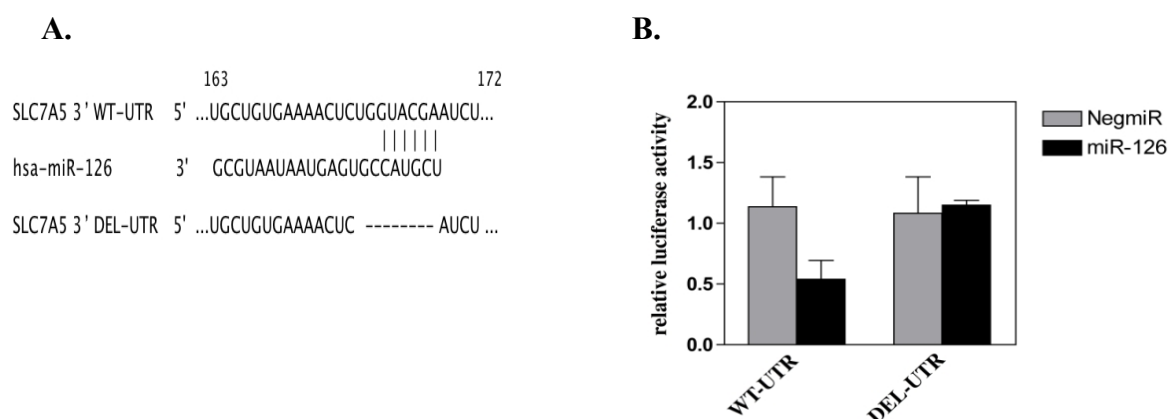 A.
163 172
SLC7A5 3' WT-UTR 5' ...UGCUGUGAAAACUCUGGUACGAAUCU...
hsa-miR-126 3' GCGUAAUAAUGAGUGCCAUGCU
SLC7A5 3' DEL-UTR 5' ...UGCUGUGAAAACUC --------AUCU...
B.
relative luciferase activity
2.0
1.5
1.0
0.5
0.0
WT-UTR
DEL-UTR
NegmiR
miR-126